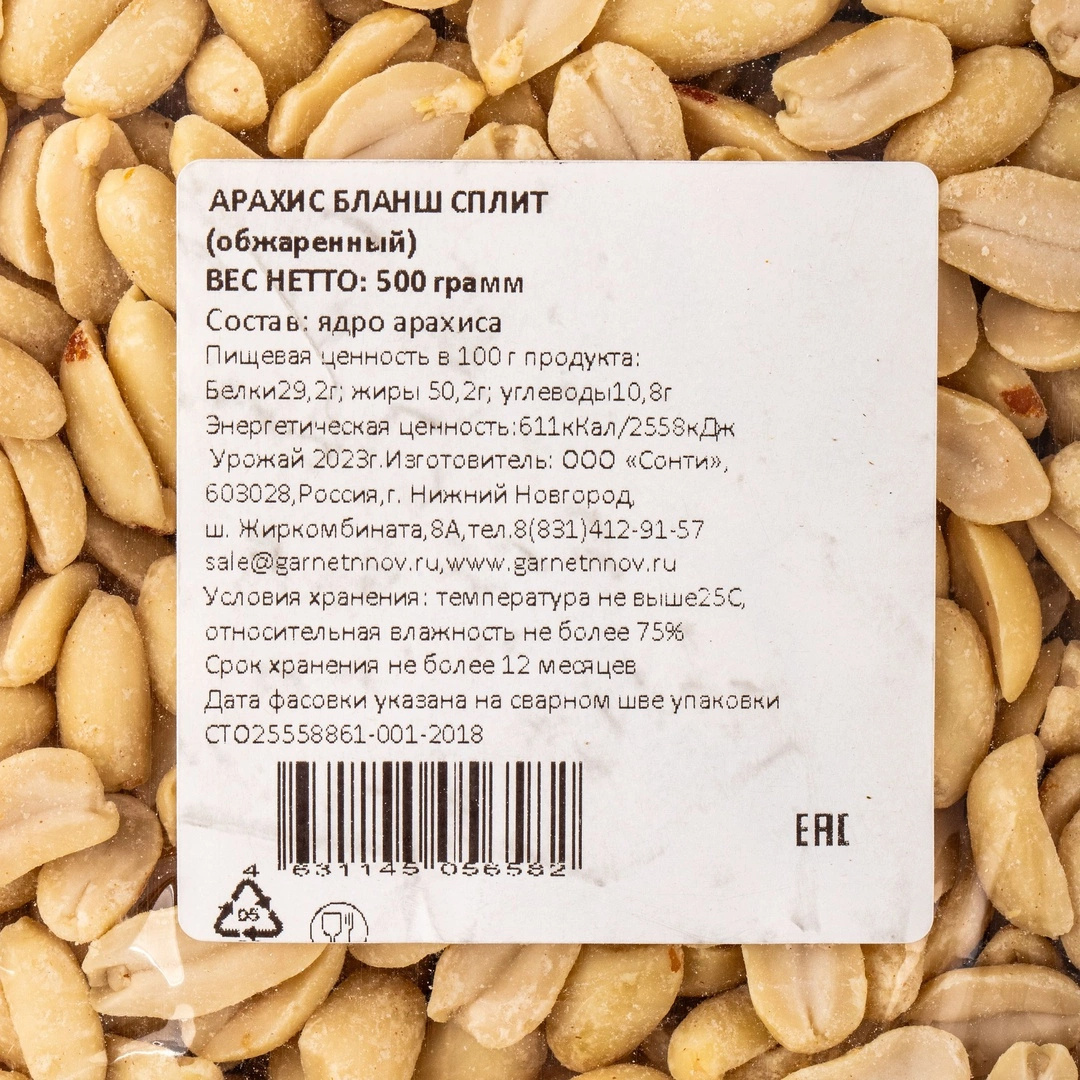 АРАХИС БЛАНШ СПЛИТ
(обжаренный)
ВЕС НЕТТО: 500 грамм
Состав: ядро арахиса
Пищевая ценность в 100 г продукта:
Белки29,2г; жиры 50,2г; углеводы10,8г
Энергетическая ценность:611кКал/2558кДж
Урожай 2023г.Изготовитель: ООО «Сонти»,
603028,Россия,г. Нижний Новгород,
ш. Жиркомбината,8А,тел.8(831)412-91-57
sale@garnetnnov.ru,www.garnetnnov.ru
Условия хранения: температура не выше25С,
относительная влажность не более 75%
Срок хранения не более 12 месяцев
Дата фасовки указана на сварном шве упаковки
СТО25558861-001-2018
4 631145 056582
05
ЕАС